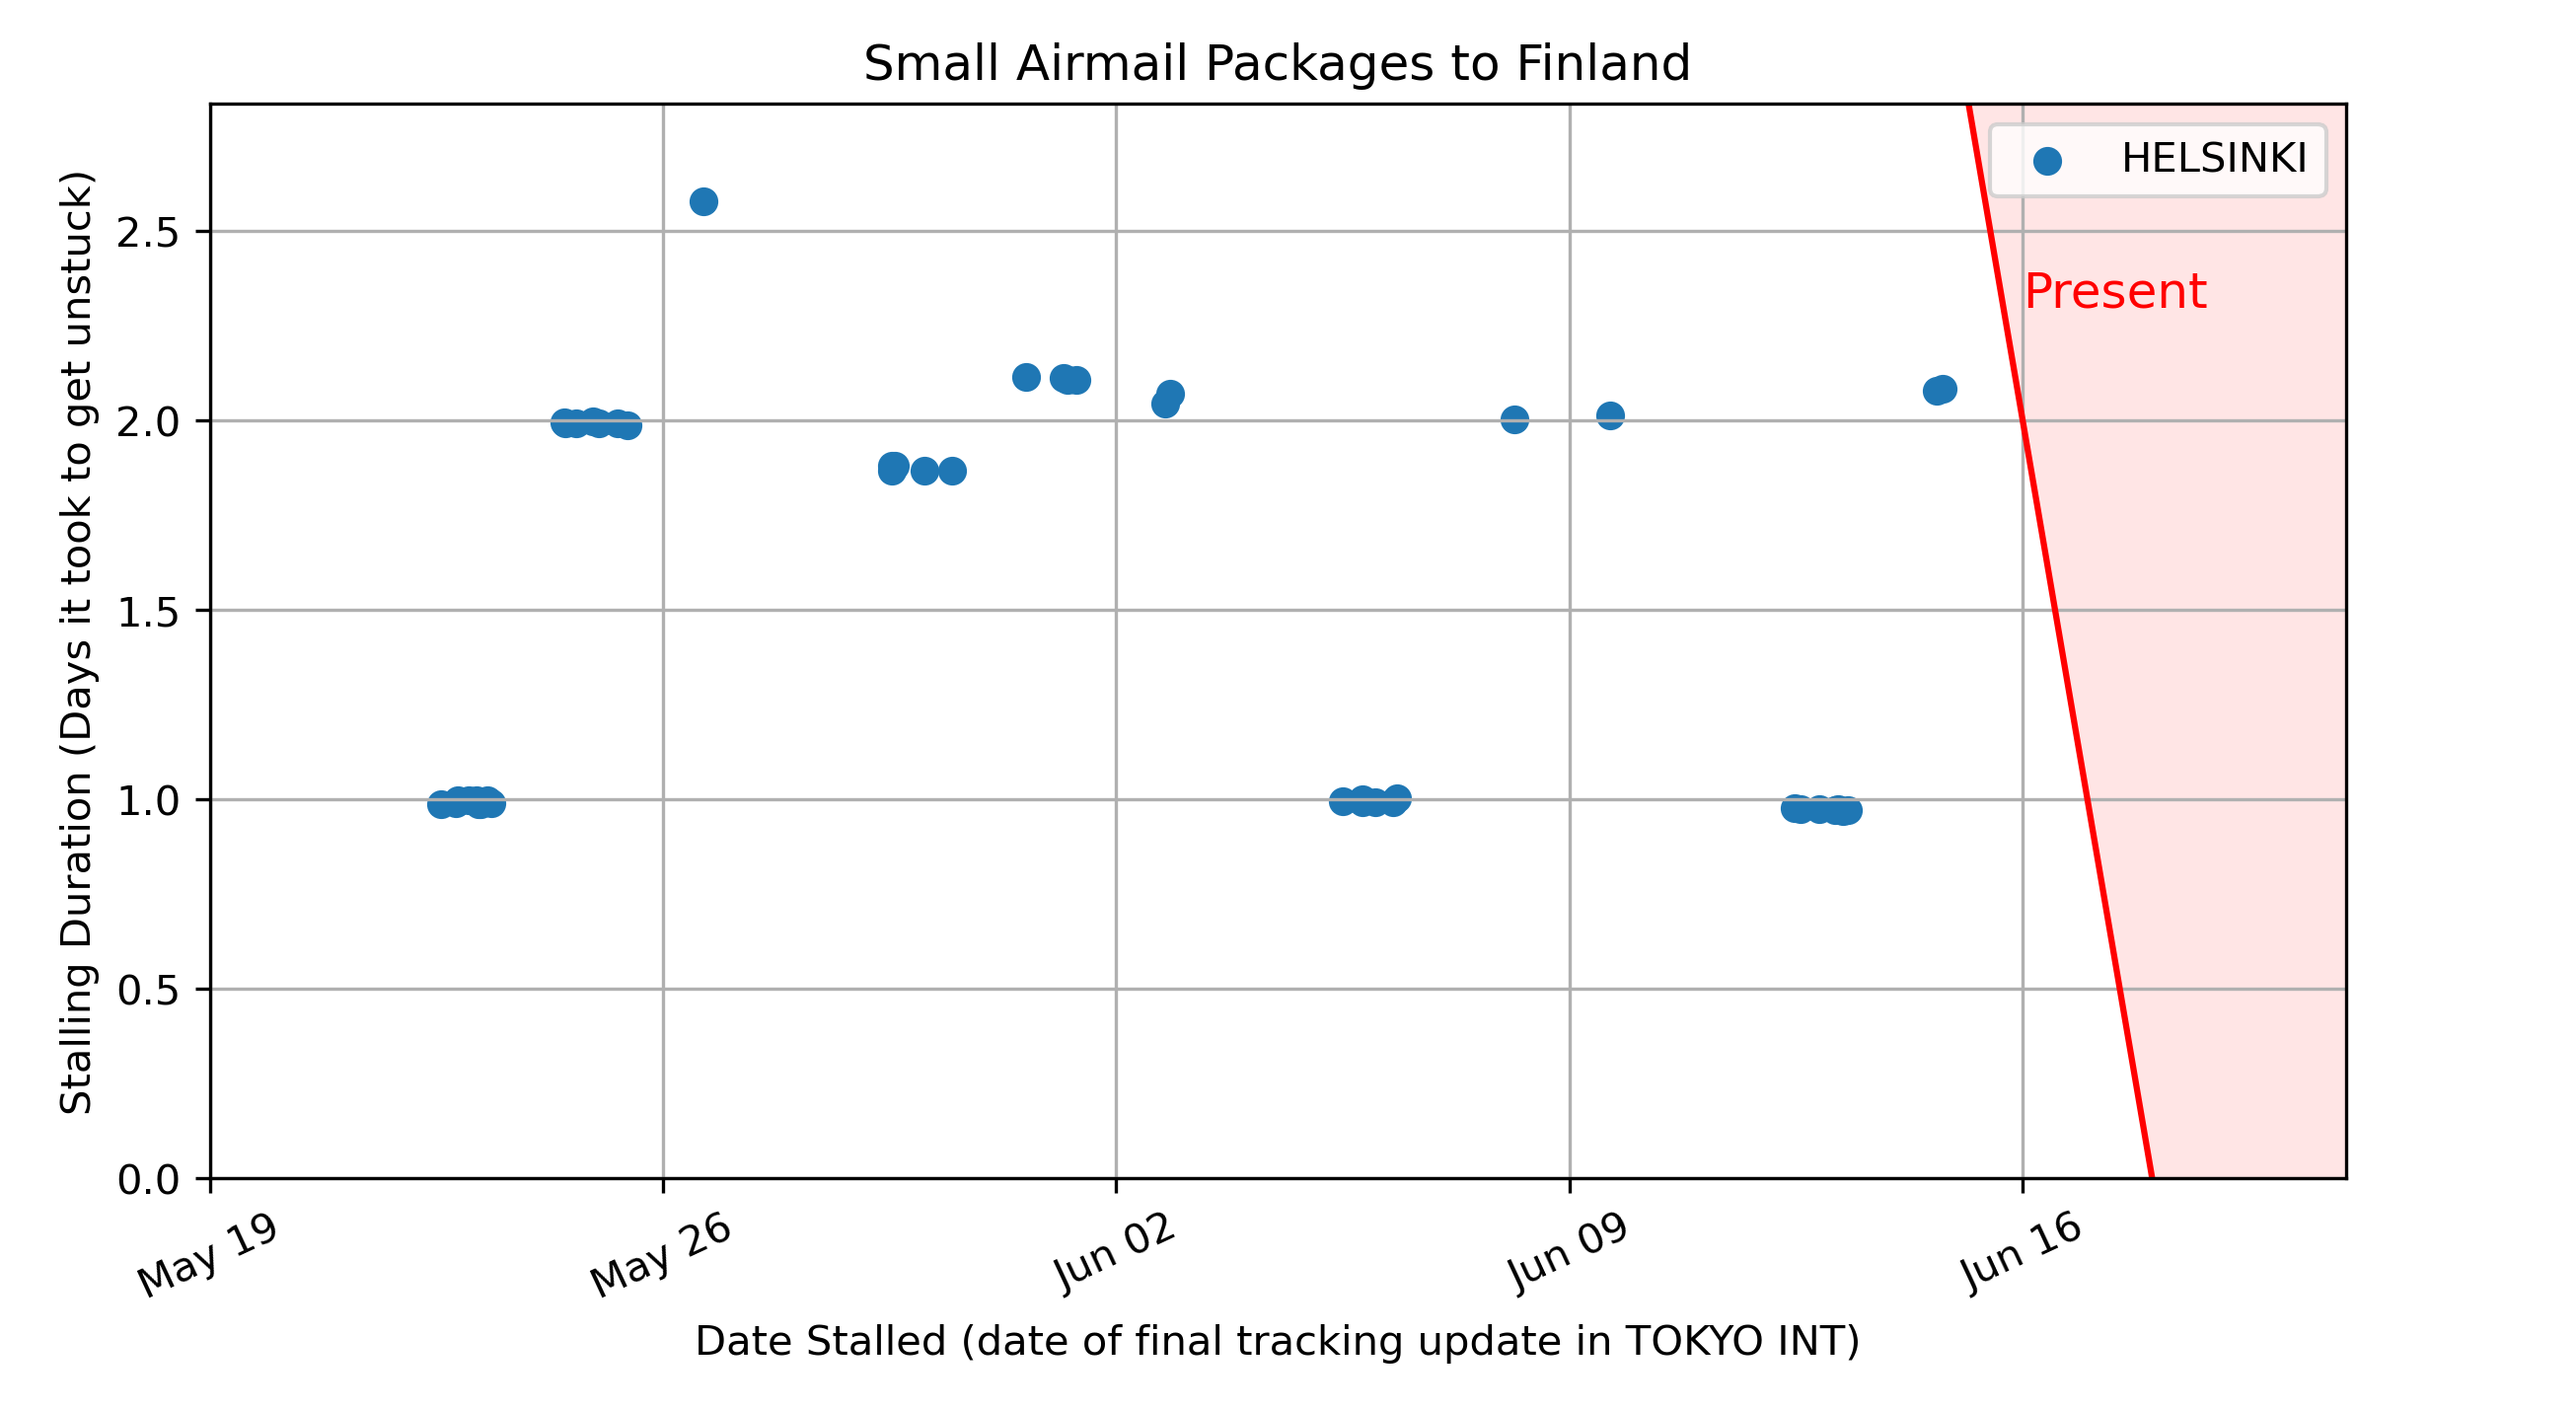 Small Airmail Packages to Finland
HELSINKI
Present
Stalling Duration (Days it took to get unstuck)
2.5
2.0
1.5
1.0
0.5
0.0
May 19
May 26
Jun 02
Jun 09
Jun 16
Date Stalled (date of final tracking update in TOKYO INT)